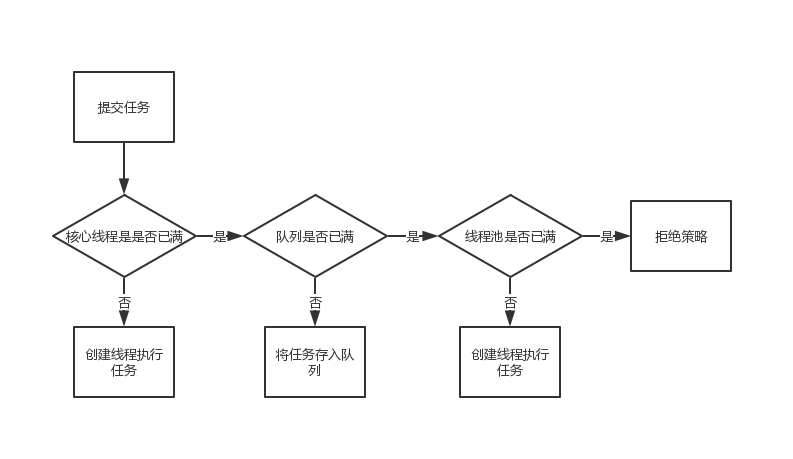 提交任务
核心线程是是否已满
是
队列是否已满
是
线程池是否已满
是
拒绝策略
否
否
否
创建线程执行
任务
将任务存入队
列
创建线程执行
任务